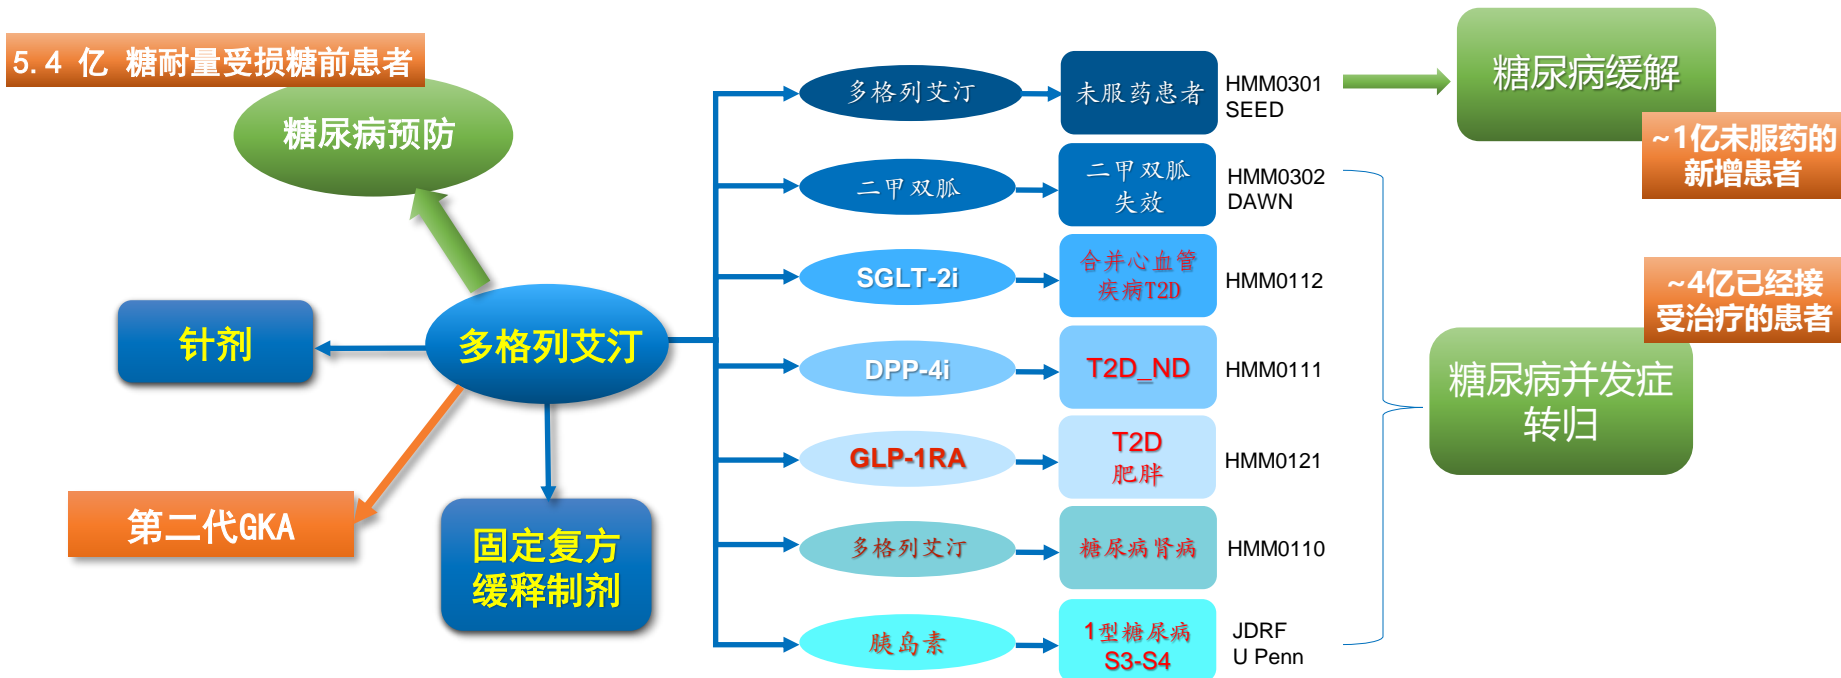 5.4 亿 糖耐量受损糖前患者
糖尿病预防
针剂
多格列艾汀
第二代GKA
固定复方
缓释制剂
多格列艾汀
未服药患者
HMM0301
SEED
二甲双胍
二甲双胍
失效
HMM0302
DAWN
SGLT-2i
合并心血管
疾病T2D
HMM0112
DPP-4i
T2D_ND
HMM0111
GLP-1RA
T2D
肥胖
HMM0121
多格列艾汀
糖尿病肾病
HMM0110
胰岛素
1型糖尿病
S3-S4
JDRF
U Penn
糖尿病缓解
~1亿未服药的
新增患者
~4亿已经接
受治疗的患者
糖尿病并发症
转归